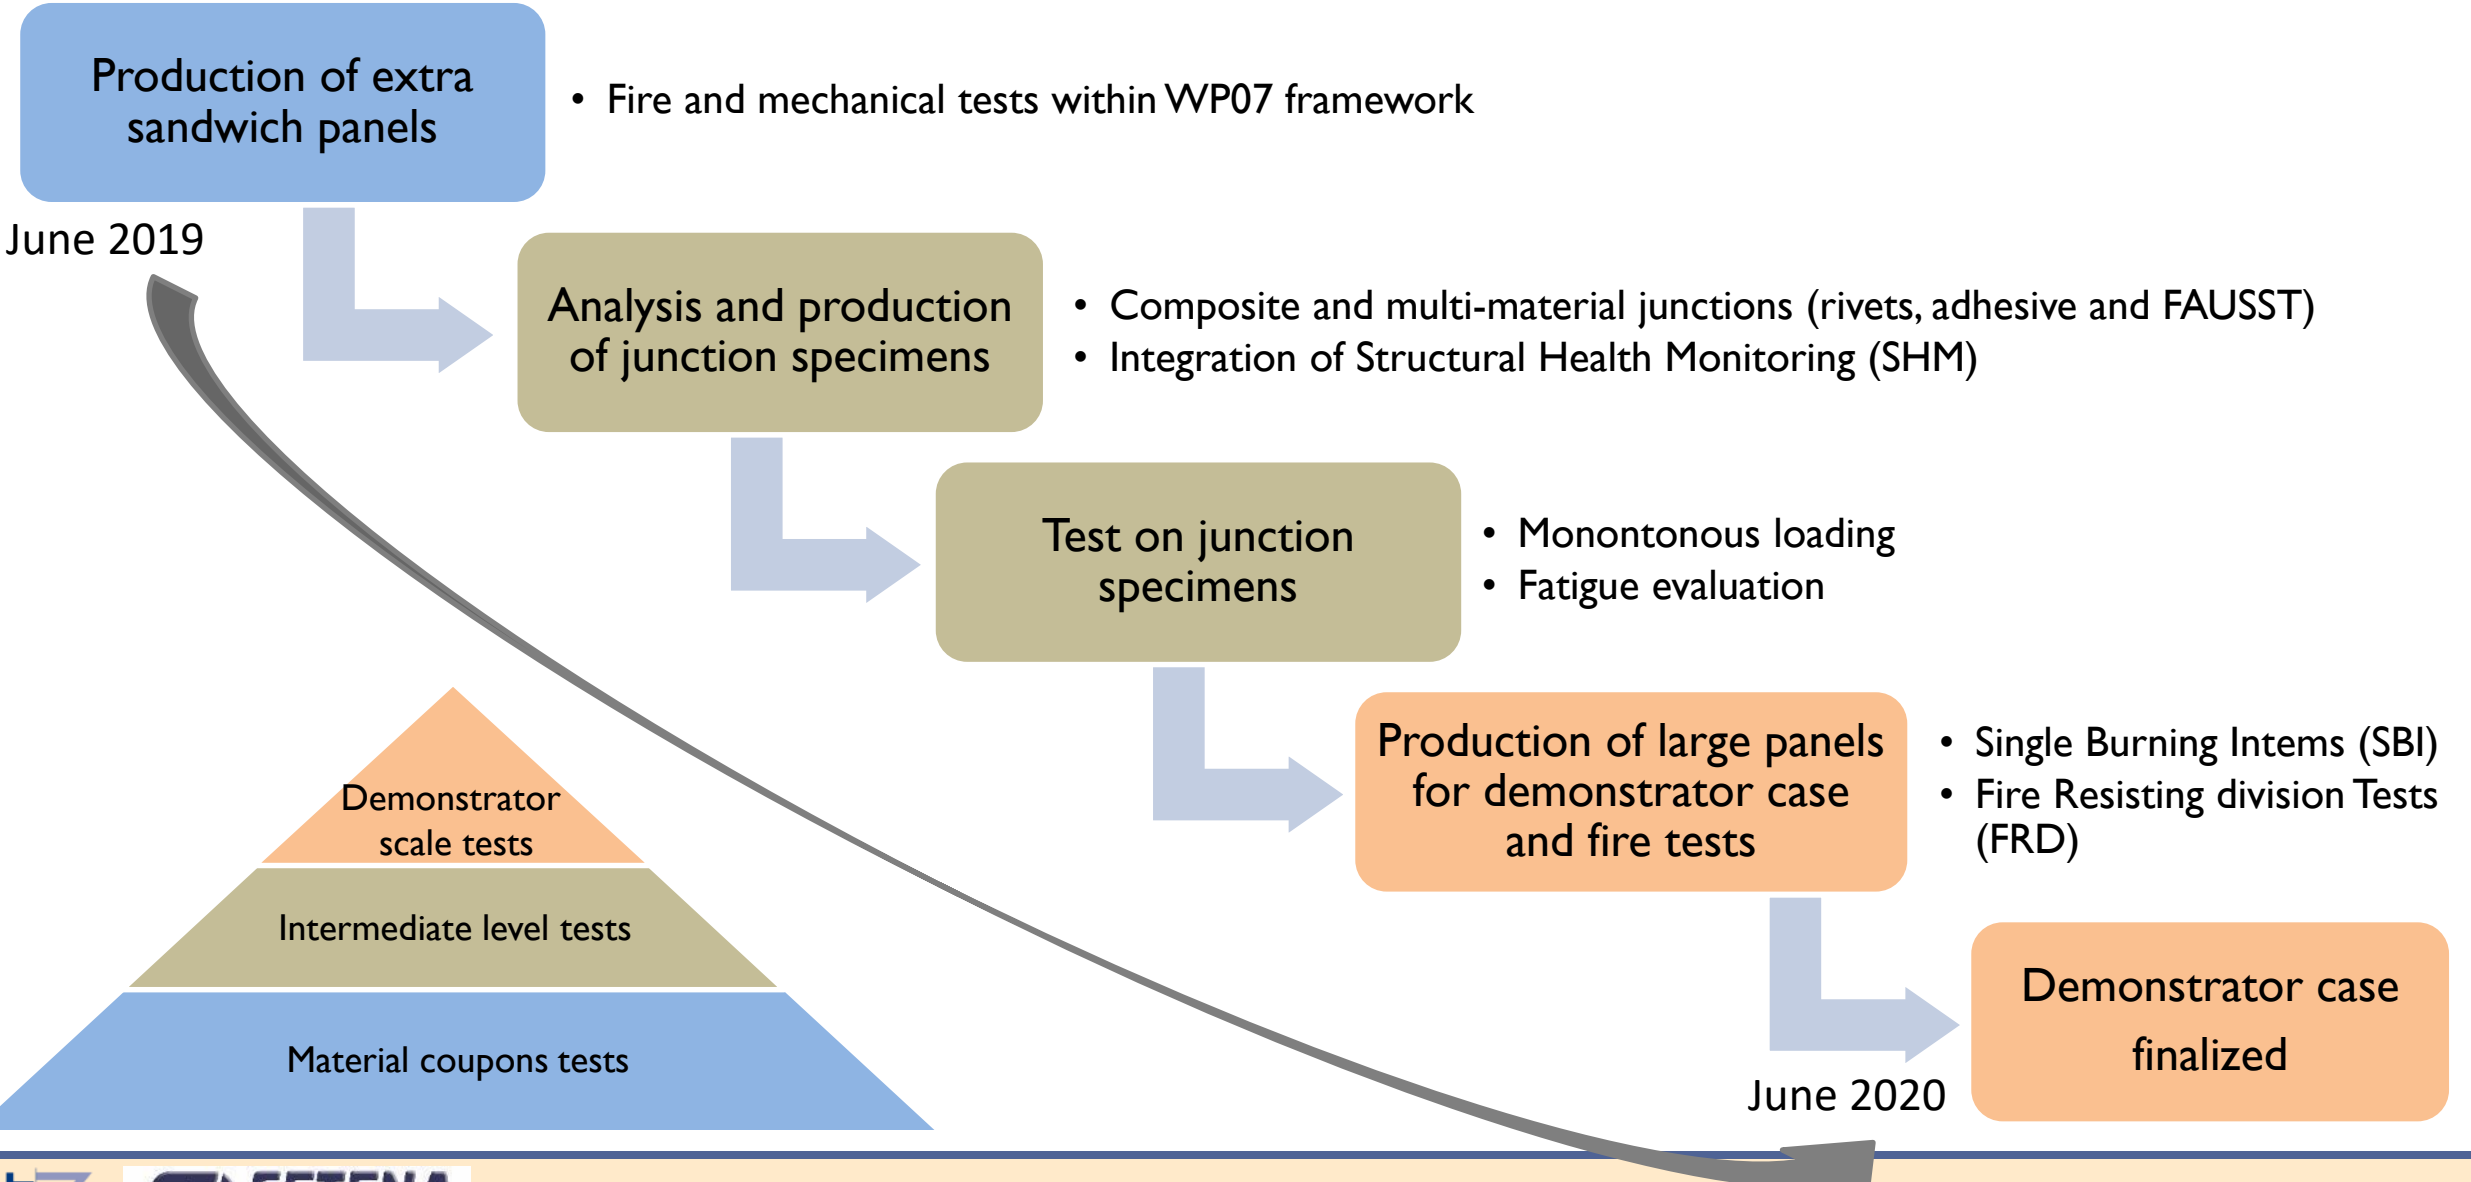 Production of extra
sandwich panels
• Fire and mechanical tests within WP07 framework
June 2019
Analysis and production
of junction specimens
• Composite and multi-material junctions (rivets, adhesive and FAUSST)
• Integration of Structural Health Monitoring (SHM)
Test on junction
specimens
• Monontonous loading
• Fatigue evaluation
Production of large panels
for demonstrator case
and fire tests
• Single Burning Intems (SBI)
• Fire Resisting division Tests
(FRD)
Demonstrator
scale tests
Intermediate level tests
Material coupons tests
Demonstrator case
finalized
June 2020
CETENA